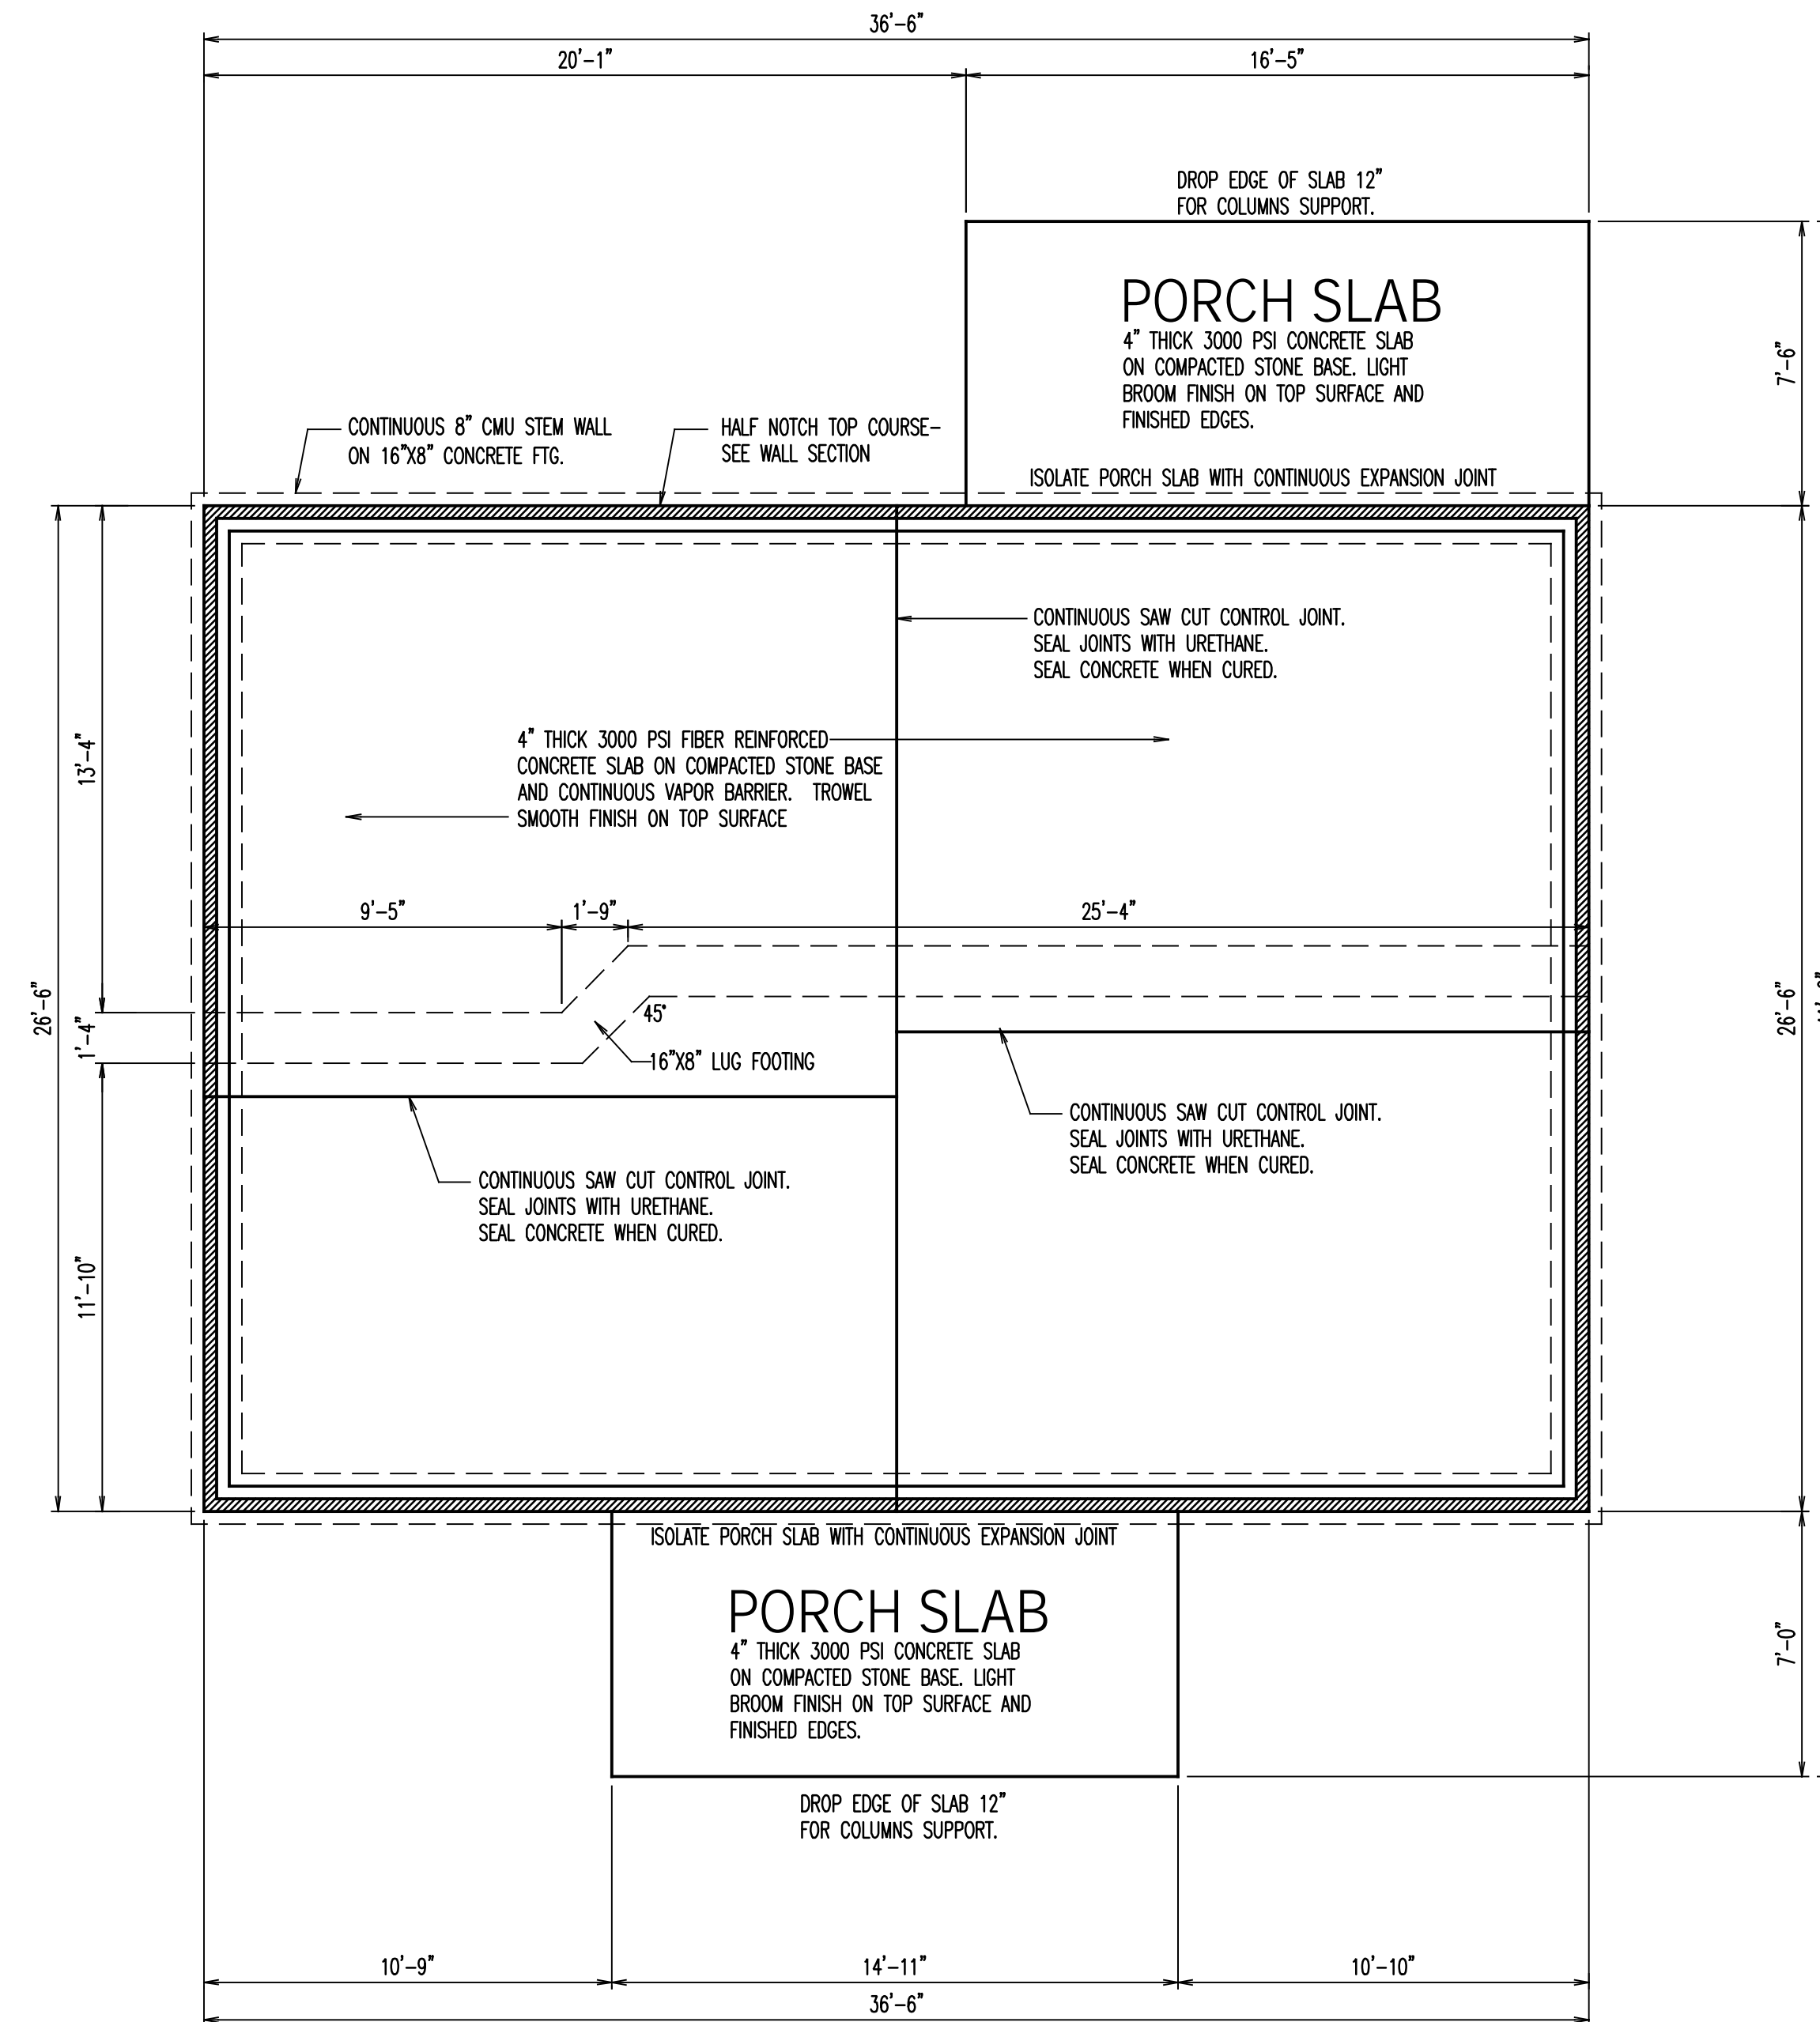 36'-6"
20'-1"
16'-5"
DROP EDGE OF SLAB 12"
FOR COLUMNS SUPPORT.
PORCH SLAB
4" THICK 3000 PSI CONCRETE SLAB
ON COMPACTED STONE BASE. LIGHT
BROOM FINISH ON TOP SURFACE AND
FINISHED EDGES.
7'-6"
CONTINUOUS 8" CMU STEM WALL
ON 16"X8" CONCRETE FTG.
HALF NOTCH TOP COURSE-
SEE WALL SECTION
ISOLATE PORCH SLAB WITH CONTINUOUS EXPANSION JOINT
CONTINUOUS SAW CUT CONTROL JOINT.
SEAL JOINTS WITH URETHANE.
SEAL CONCRETE WHEN CURED.
13'-4"
4" THICK 3000 PSI FIBER REINFORCED
CONCRETE SLAB ON COMPACTED STONE BASE
AND CONTINUOUS VAPOR BARRIER. TROWEL
SMOOTH FINISH ON TOP SURFACE
9'-5"
1'-9"
25'-4"
26'-6"
1'-4"
45°
16"X8" LUG FOOTING
26'-6"
CONTINUOUS SAW CUT CONTROL JOINT.
SEAL JOINTS WITH URETHANE.
SEAL CONCRETE WHEN CURED.
CONTINUOUS SAW CUT CONTROL JOINT.
SEAL JOINTS WITH URETHANE.
SEAL CONCRETE WHEN CURED.
11'-10"
ISOLATE PORCH SLAB WITH CONTINUOUS EXPANSION JOINT
PORCH SLAB
4" THICK 3000 PSI CONCRETE SLAB
ON COMPACTED STONE BASE. LIGHT
BROOM FINISH ON TOP SURFACE AND
FINISHED EDGES.
7'-0"
DROP EDGE OF SLAB 12"
FOR COLUMNS SUPPORT.
10'-9"
14'-11"
10'-10"
36'-6"